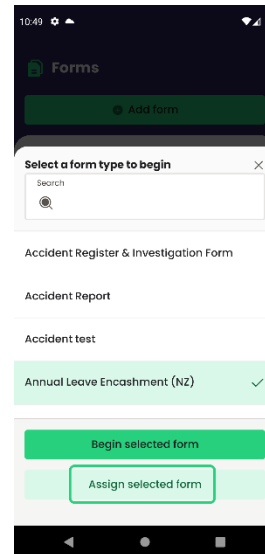 10:49
Forms
Add form
Select a form type to begin
Search
Accident Register & Investigation Form
Accident Report
Accident test
Annual Leave Encashment (NZ)
Begin selected form
Assign selected form